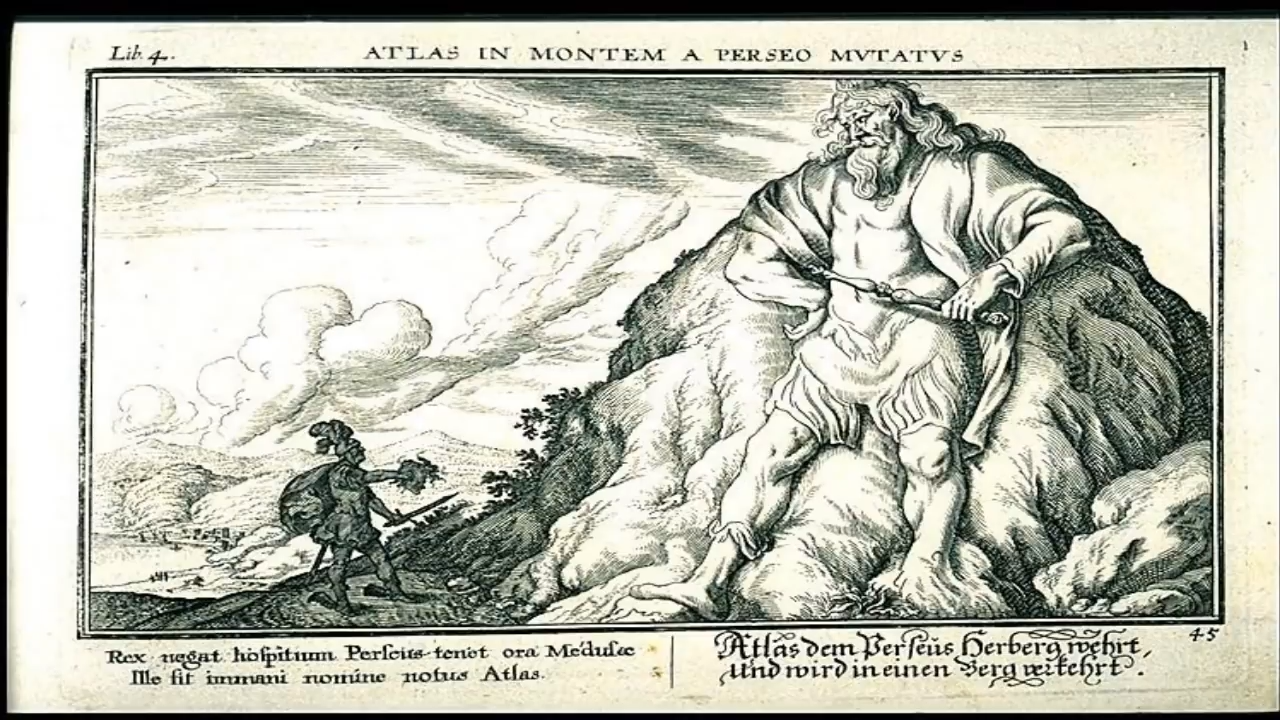 Lib. 4.
ATLAS IN MONTEM A PERSEO MVTATVS
Rex negat hoſpitium Perſeus tenet ora Meduſæ
Ille fit immani nomine notus Atlas.
Atlas dem Perſeus Herberg wehrt,
Und wird in einen Berg verkehrt.
45